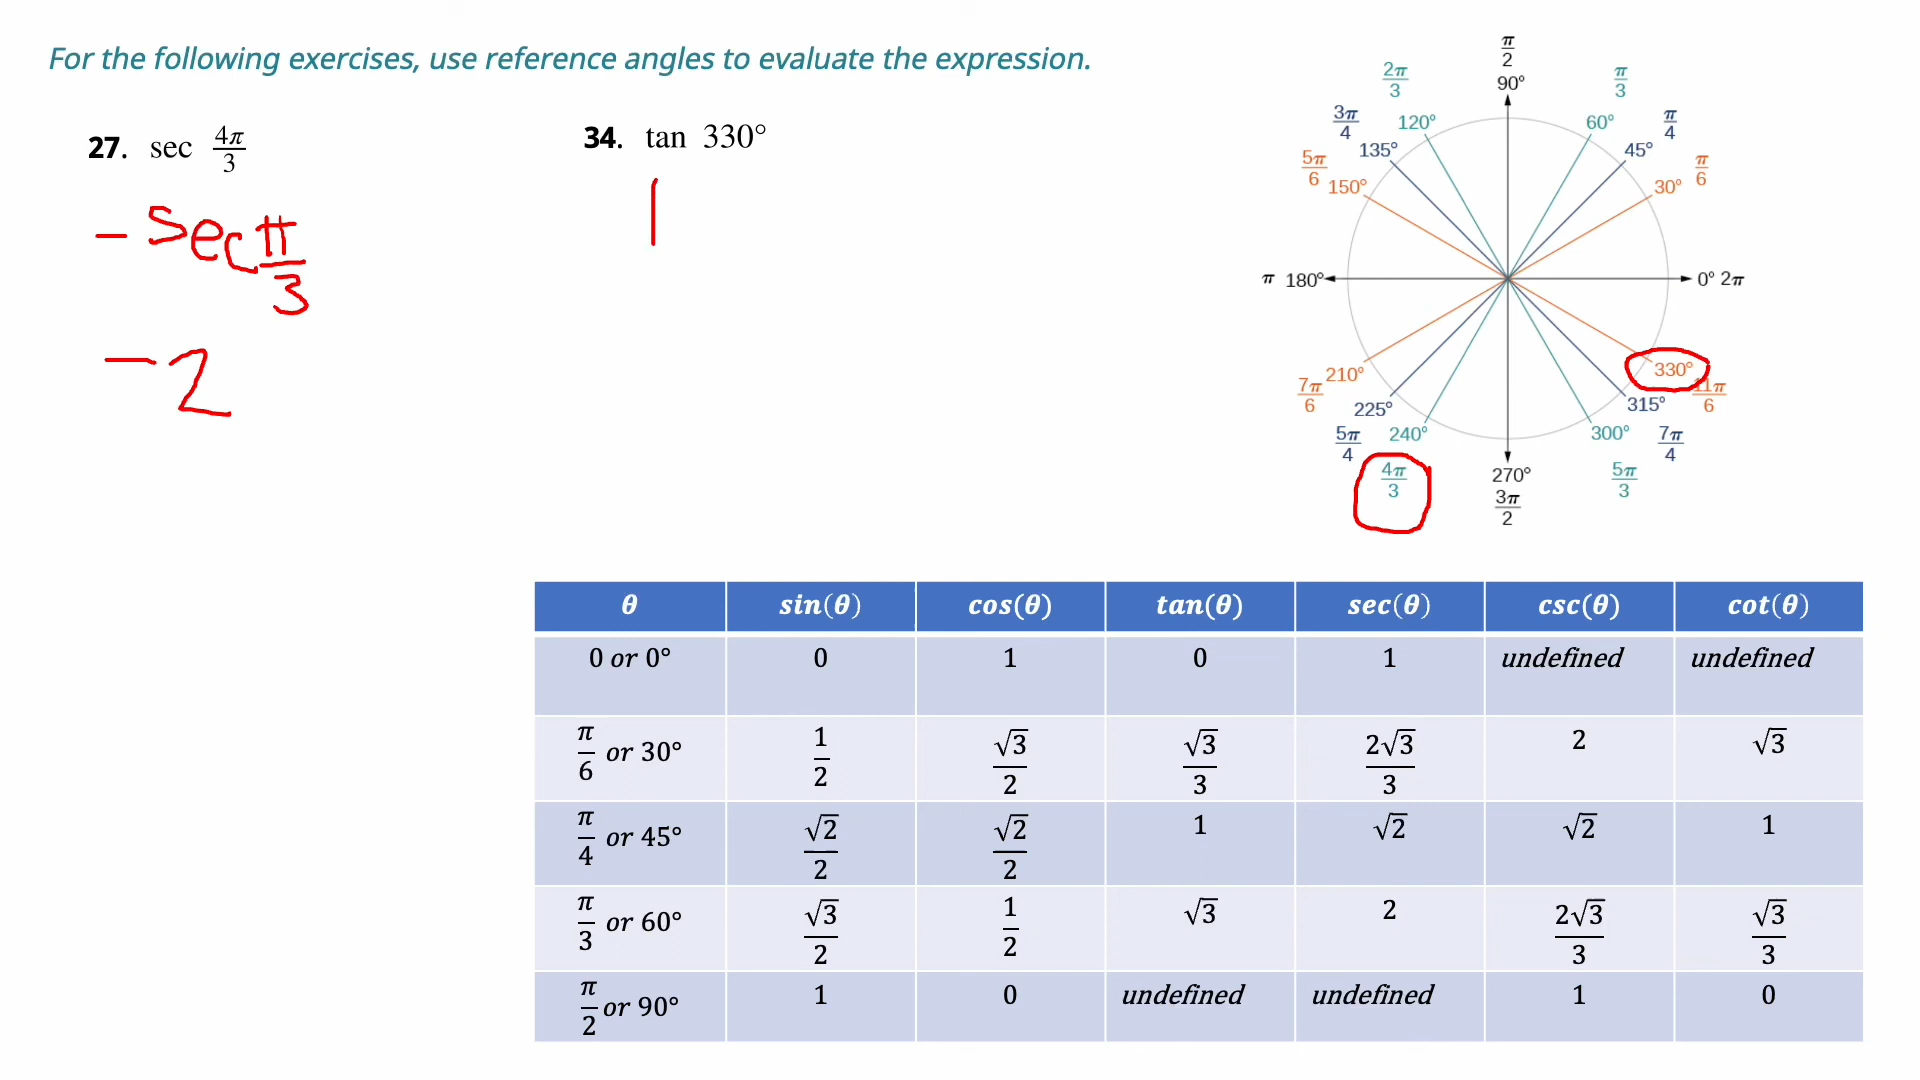 For the following exercises, use reference angles to evaluate the expression.
27. sec 4π/3
34. tan 330°
- sec π/3
- 2
π/2
90°
2π/3
120°
π/3
60°
3π/4
135°
π/4
45°
5π/6
150°
π/6
30°
π 180°
0° 2π
7π/6
210°
330°
11π/6
225°
5π/4
315°
7π/4
240°
4π/3
300°
5π/3
270°
3π/2
θ sin(θ) cos(θ) tan(θ) sec(θ) csc(θ) cot(θ)
0 or 0° 0 1 0 1 undefined undefined
π/6 or 30° 1/2 √3/2 √3/3 2√3/3 2 √3
π/4 or 45° √2/2 √2/2 1 √2 √2 1
π/3 or 60° √3/2 1/2 √3 2 2√3/3 √3/3
π/2 or 90° 1 0 undefined undefined 1 0